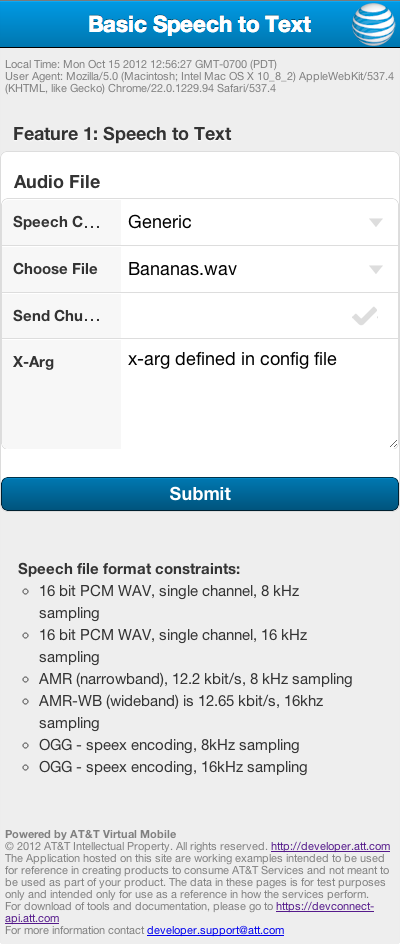 Basic Speech to Text
Local Time: Mon Oct 15 2012 12:56:27 GMT-0700 (PDT)
User Agent: Mozilla/5.0 (Macintosh; Intel Mac OS X 10_8_2) AppleWebKit/537.4
(KHTML, like Gecko) Chrome/22.0.1229.94 Safari/537.4
Feature 1: Speech to Text
Audio File
Speech C... Generic
Choose File Bananas.wav
Send Chu...
X-Arg x-arg defined in config file
Submit
Speech file format constraints:
16 bit PCM WAV, single channel, 8 kHz
sampling
16 bit PCM WAV, single channel, 16 kHz
sampling
AMR (narrowband), 12.2 kbit/s, 8 kHz sampling
AMR-WB (wideband) is 12.65 kbit/s, 16khz
sampling
OGG - speex encoding, 8kHz sampling
OGG - speex encoding, 16kHz sampling
Powered by AT&T Virtual Mobile
© 2012 AT&T Intellectual Property. All rights reserved. http://developer.att.com
The Application hosted on this site are working examples intended to be used
for reference in creating products to consume AT&T Services and not meant to
be used as part of your product. The data in these pages is for test purposes
only and intended only for use as a reference in how the services perform.
For download of tools and documentation, please go to https://devconnect-
api.att.com
For more information contact developer.support@att.com